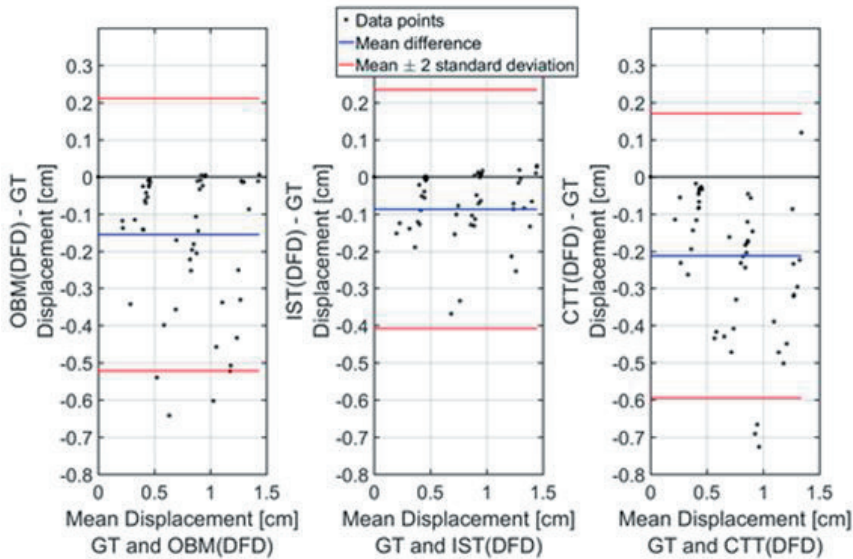 Data points
Mean difference
Mean ± 2 standard deviation
OBM(DFD) - GT
Displacement [cm]
0.3
0.2
0.1
0
-0.1
-0.2
-0.3
-0.4
-0.5
-0.6
-0.7
-0.8
0 0.5 1 1.5
Mean Displacement [cm]
GT and OBM(DFD)
IST(DFD) - GT
Displacement [cm]
0.3
0.2
0.1
0
-0.1
-0.2
-0.3
-0.4
-0.5
-0.6
-0.7
-0.8
0 0.5 1 1.5
Mean Displacement [cm]
GT and IST(DFD)
CTT(DFD) - GT
Displacement [cm]
0.3
0.2
0.1
0
-0.1
-0.2
-0.3
-0.4
-0.5
-0.6
-0.7
-0.8
0 0.5 1 1.5
Mean Displacement [cm]
GT and CTT(DFD)